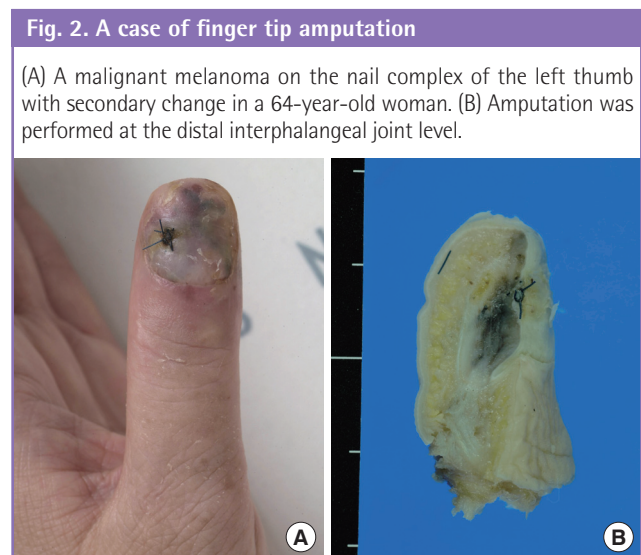 Fig. 2. A case of finger tip amputation
(A) A malignant melanoma on the nail complex of the left thumb
with secondary change in a 64-year-old woman. (B) Amputation was
performed at the distal interphalangeal joint level.
A
B